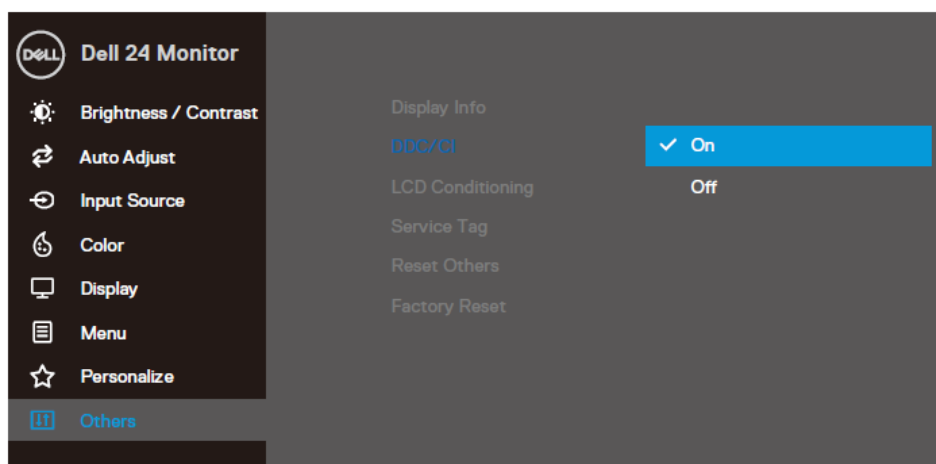 DELL
Dell 24 Monitor
Brightness / Contrast
Auto Adjust
Input Source
Color
Display
Menu
Personalize
Others
Display Info
DDC/CI
LCD Conditioning
Service Tag
Reset Others
Factory Reset
On
Off